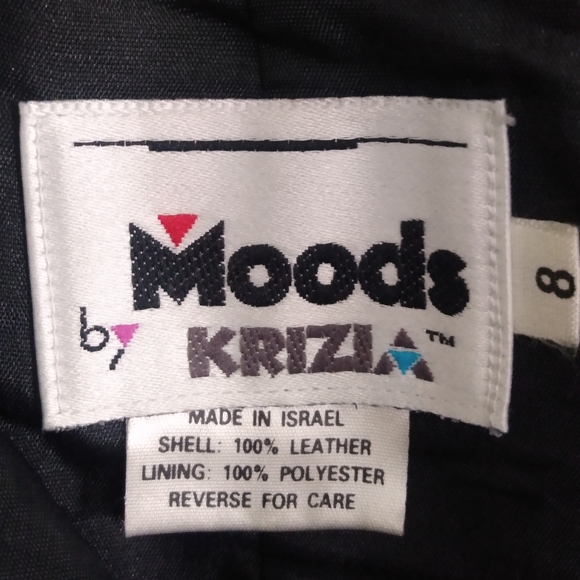 Moods
by KRIZIA™
8
MADE IN ISRAEL
SHELL: 100% LEATHER
LINING: 100% POLYESTER
REVERSE FOR CARE